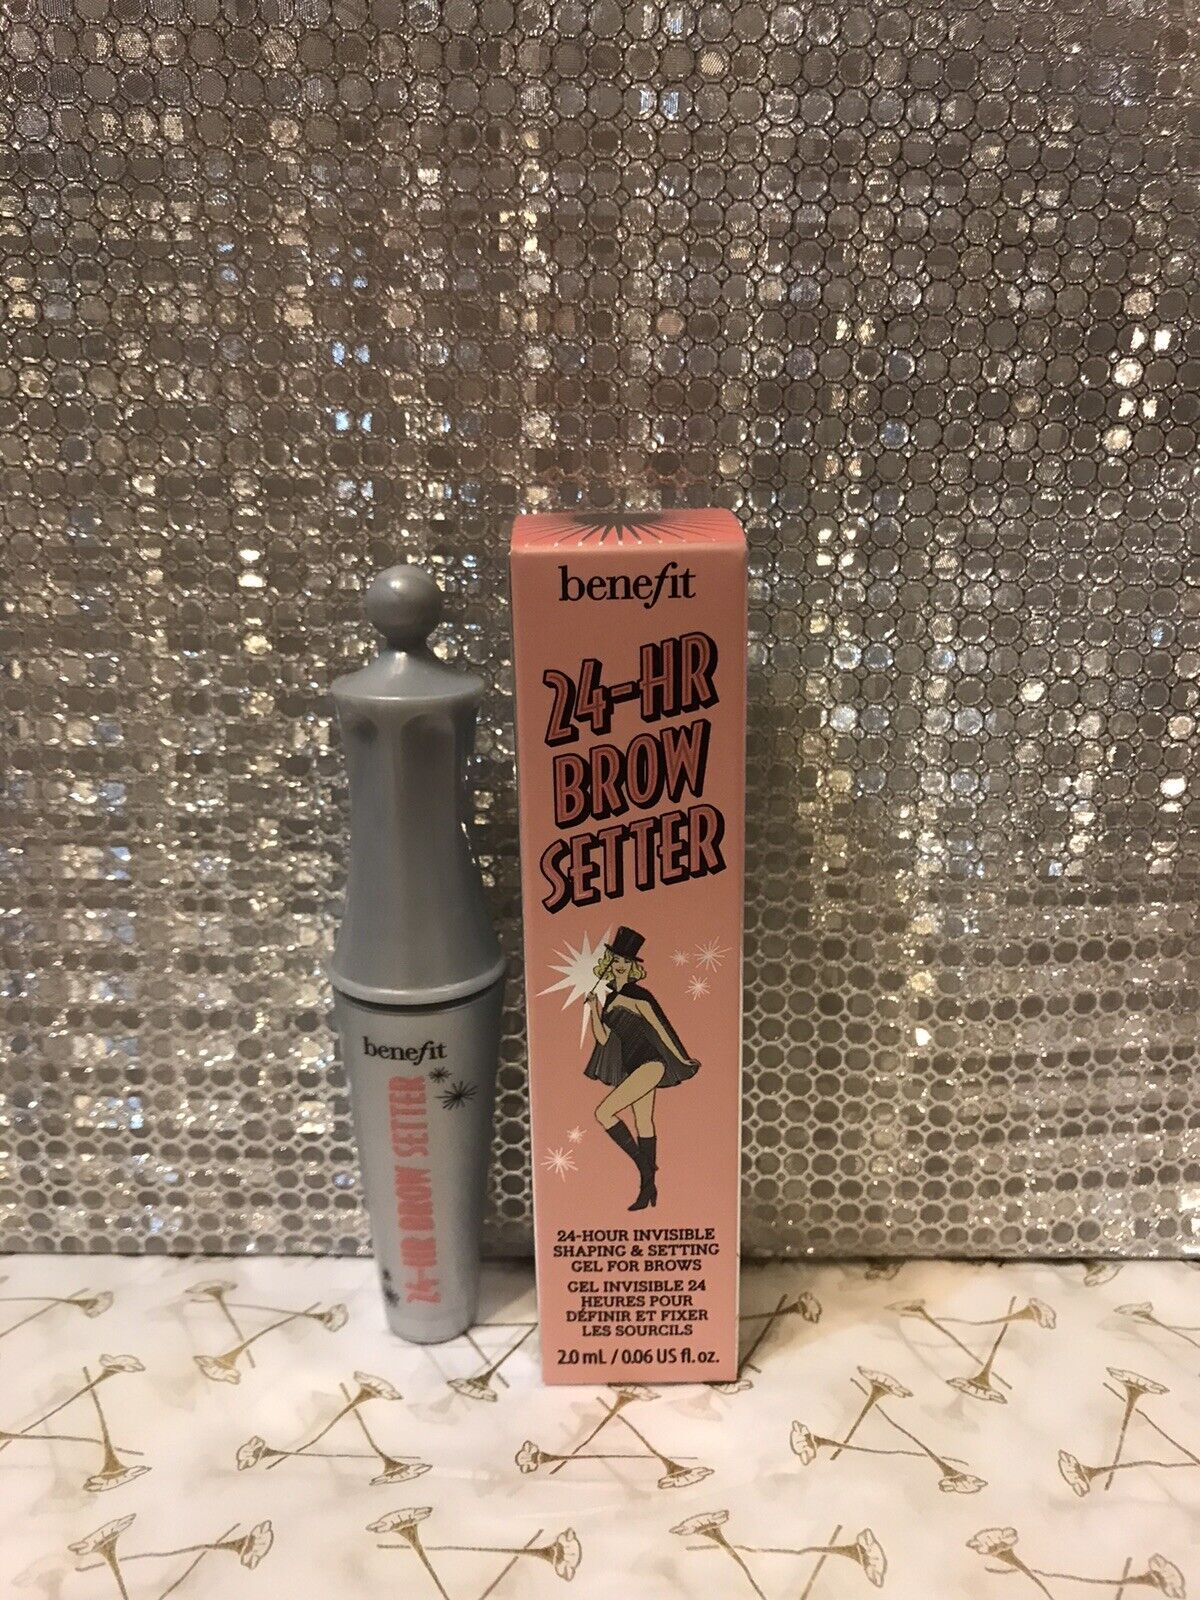 benefit
24-HR BROW SETTER
benefit
24-HR
BROW
SETTER
24-HOUR INVISIBLE
SHAPING & SETTING
GEL FOR BROWS
GEL INVISIBLE 24
HEURES POUR
DÉFINIR ET FIXER
LES SOURCILS
2.0 mL / 0.06 US fl. oz.